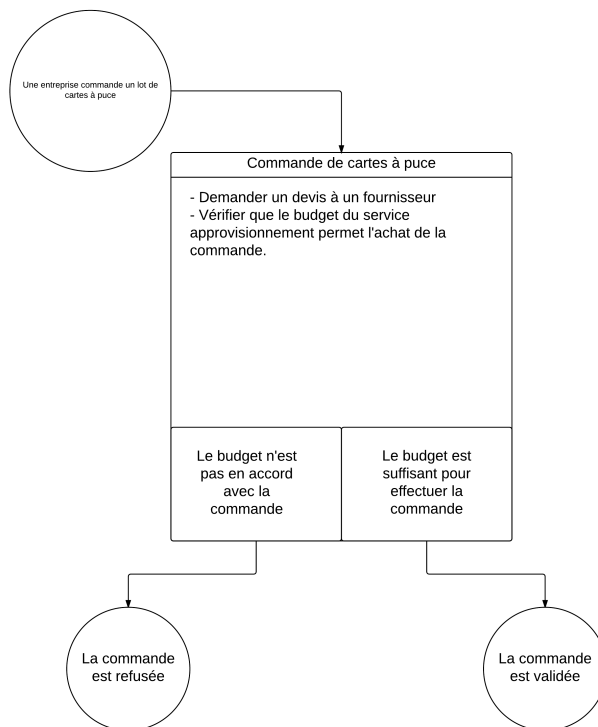 Une entreprise commande un lot de
cartes à puce
Commande de cartes à puce
- Demander un devis à un fournisseur
- Vérifier que le budget du service
approvisionnement permet l'achat de la
commande.
Le budget n'est
pas en accord
avec la
commande
Le budget est
suffisant pour
effectuer la
commande
La commande
est refusée
La commande
est validée